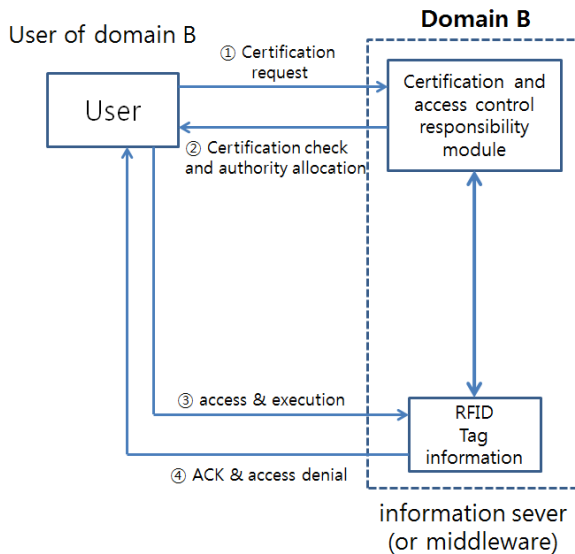 Domain B
User of domain B
① Certification
request
User
Certification and
access control
responsibility
module
② Certification check
and authority allocation
③ access & execution
RFID
Tag
information
④ ACK & access denial
information sever
(or middleware)